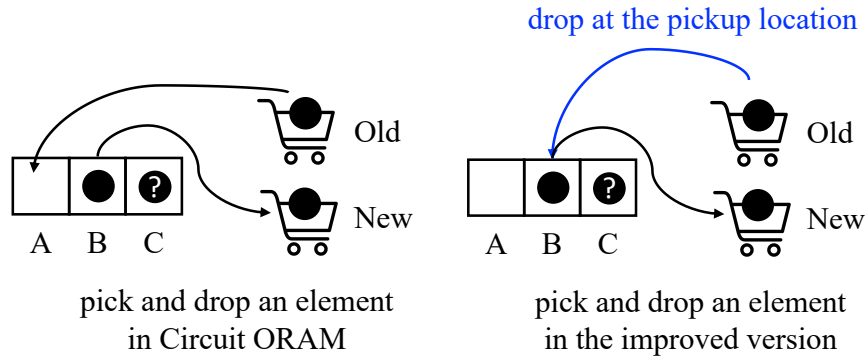 drop at the pickup location
Old
?
New
A B C
pick and drop an element
in Circuit ORAM
Old
?
New
A B C
pick and drop an element
in the improved version